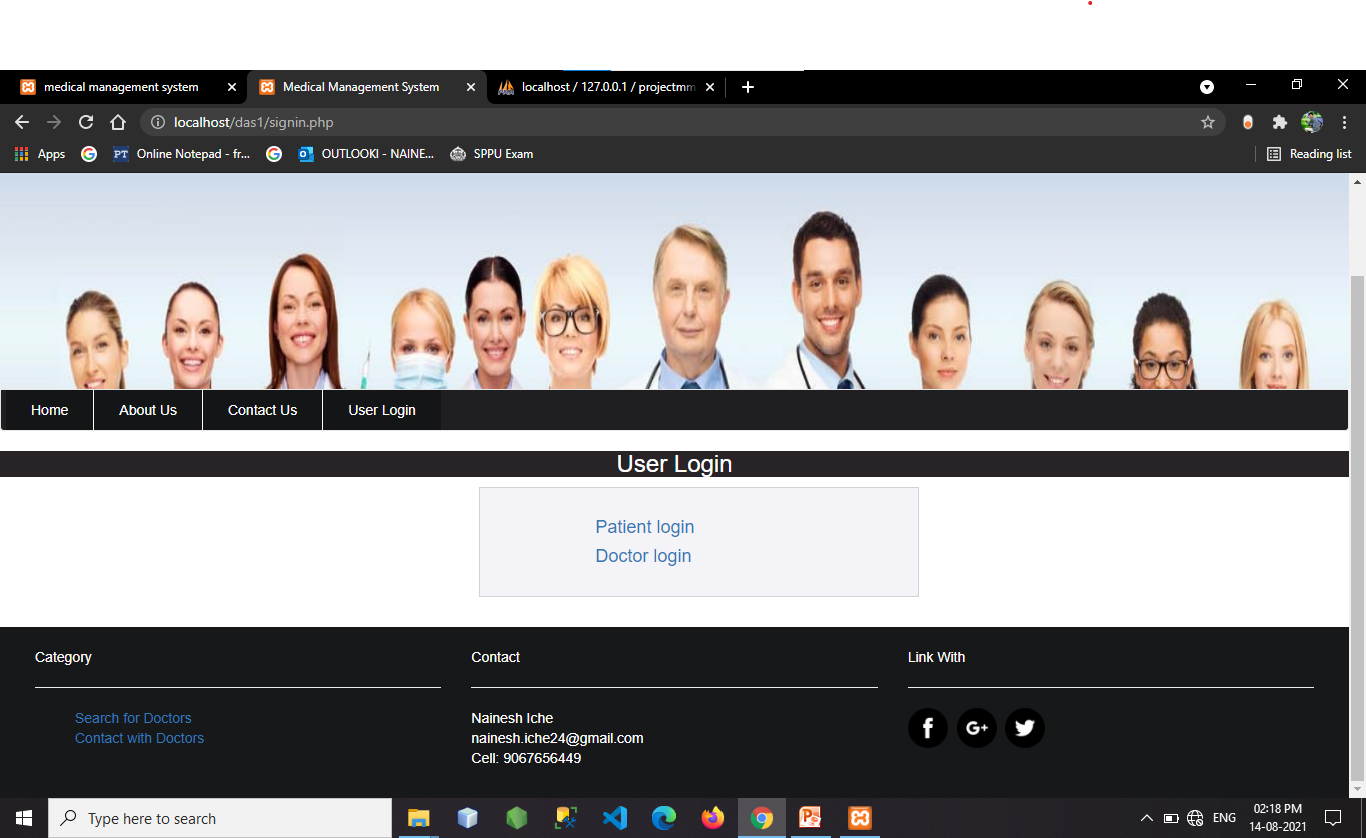 medical management system
Medical Management System
localhost / 127.0.0.1 / projectmm
localhost/das1/signin.php
Apps
G
PT
Online Notepad - fr...
G
OUTLOOKI - NAINE...
SPPU Exam
Reading list
Home
About Us
Contact Us
User Login
User Login
Patient login
Doctor login
Category
Contact
Link With
Search for Doctors
Contact with Doctors
Nainesh Iche
nainesh.iche24@gmail.com
Cell: 9067656449
f
G+
Type here to search
ENG
02:18 PM
14-08-2021